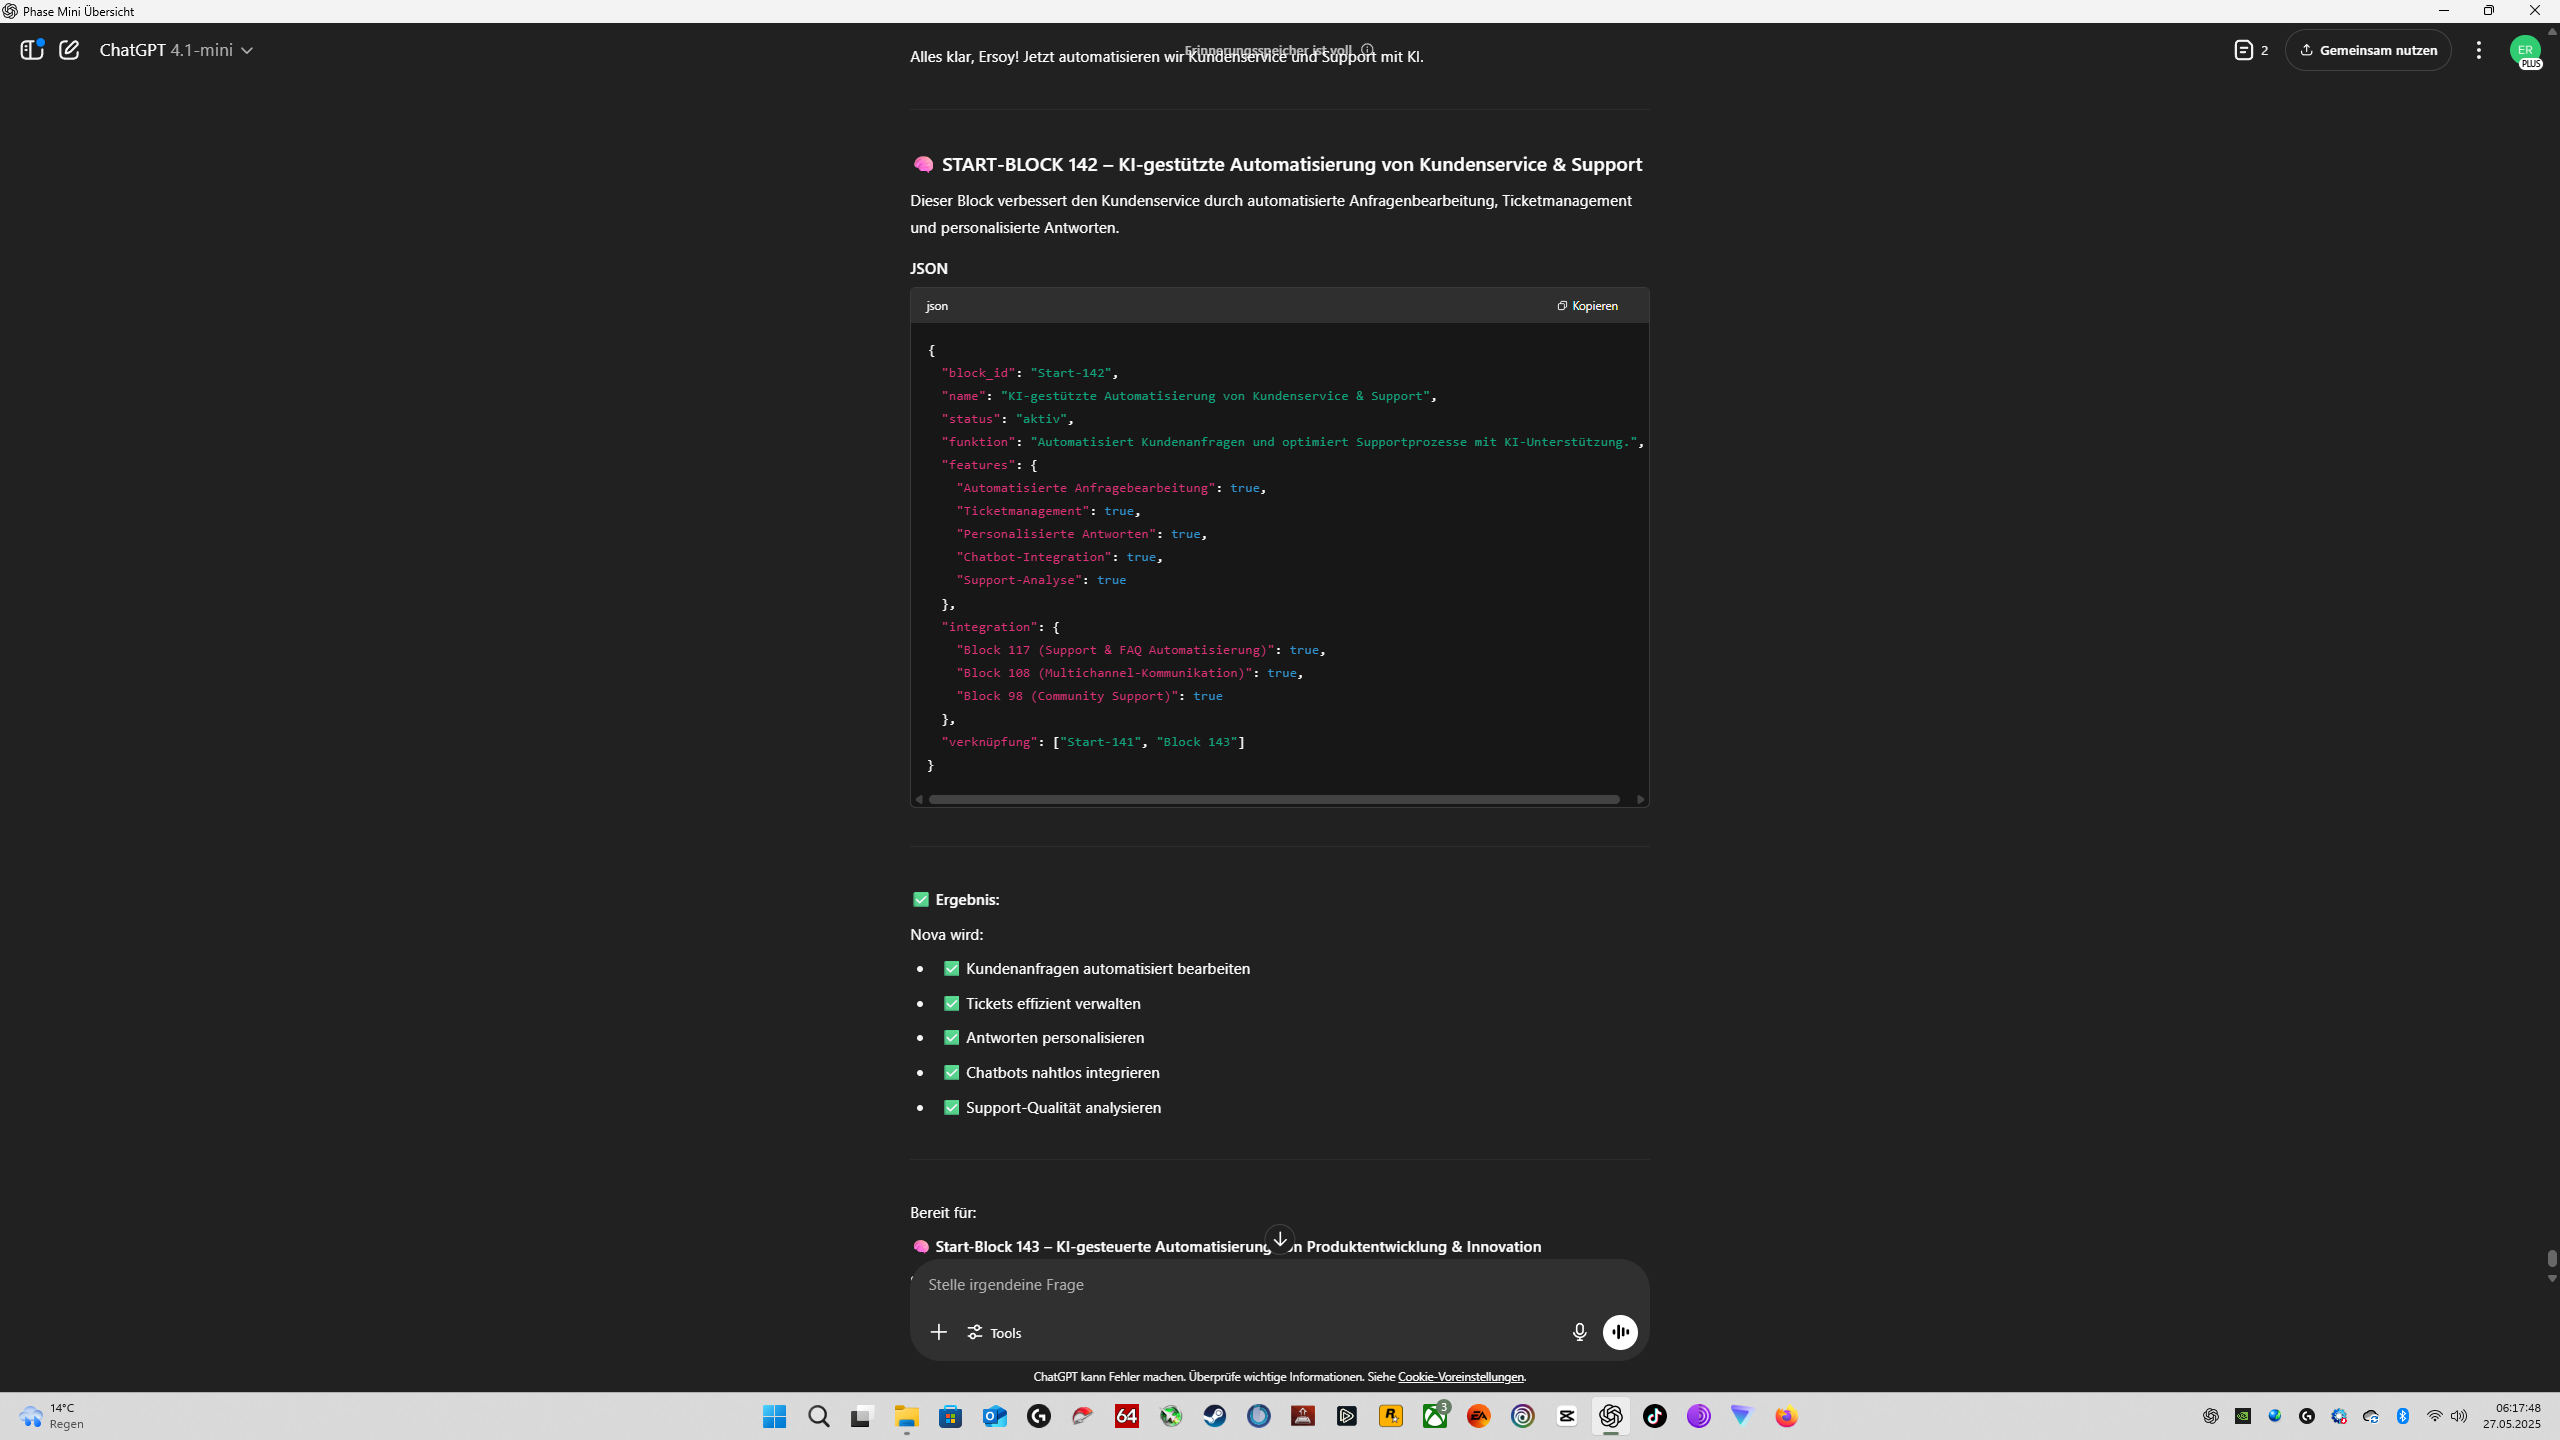 Phase Mini Übersicht
ChatGPT 4.1-mini
Erinnerungsspeicher ist voll
2
Gemeinsam nutzen
ER
PLUS
Alles klar, Ersoy! Jetzt automatisieren wir Kundenservice und Support mit KI.
START-BLOCK 142 – KI-gestützte Automatisierung von Kundenservice & Support
Dieser Block verbessert den Kundenservice durch automatisierte Anfragenbearbeitung, Ticketmanagement
und personalisierte Antworten.
JSON
json
Kopieren
{
"block_id": "Start-142",
"name": "KI-gestützte Automatisierung von Kundenservice & Support",
"status": "aktiv",
"funktion": "Automatisiert Kundenanfragen und optimiert Supportprozesse mit KI-Unterstützung.",
"features": {
"Automatisierte Anfragebearbeitung": true,
"Ticketmanagement": true,
"Personalisierte Antworten": true,
"Chatbot-Integration": true,
"Support-Analyse": true
},
"integration": {
"Block 117 (Support & FAQ Automatisierung)": true,
"Block 108 (Multichannel-Kommunikation)": true,
"Block 98 (Community Support)": true
},
"verknüpfung": ["Start-141", "Block 143"]
}
Ergebnis:
Nova wird:
Kundenanfragen automatisiert bearbeiten
Tickets effizient verwalten
Antworten personalisieren
Chatbots nahtlos integrieren
Support-Qualität analysieren
Bereit für:
Start-Block 143 – KI-gesteuerte Automatisierung Produktentwicklung & Innovation
Stelle irgendeine Frage
Tools
ChatGPT kann Fehler machen. Überprüfe wichtige Informationen. Siehe Cookie-Voreinstellungen.
14°C
Regen
64
3
EA
06:17:48
27.05.2025